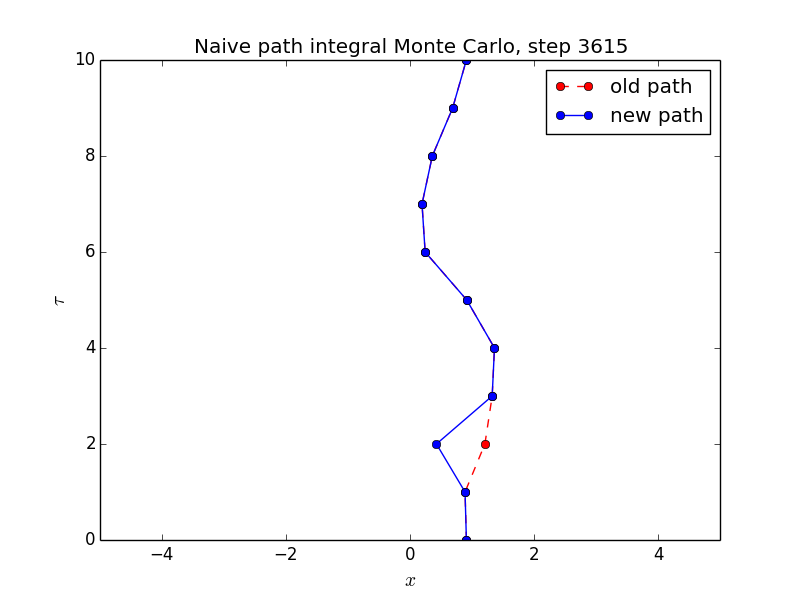 Naive path integral Monte Carlo, step 3615
10
old path
new path
8
6
τ
4
2
0
−4 −2 0 2 4
x